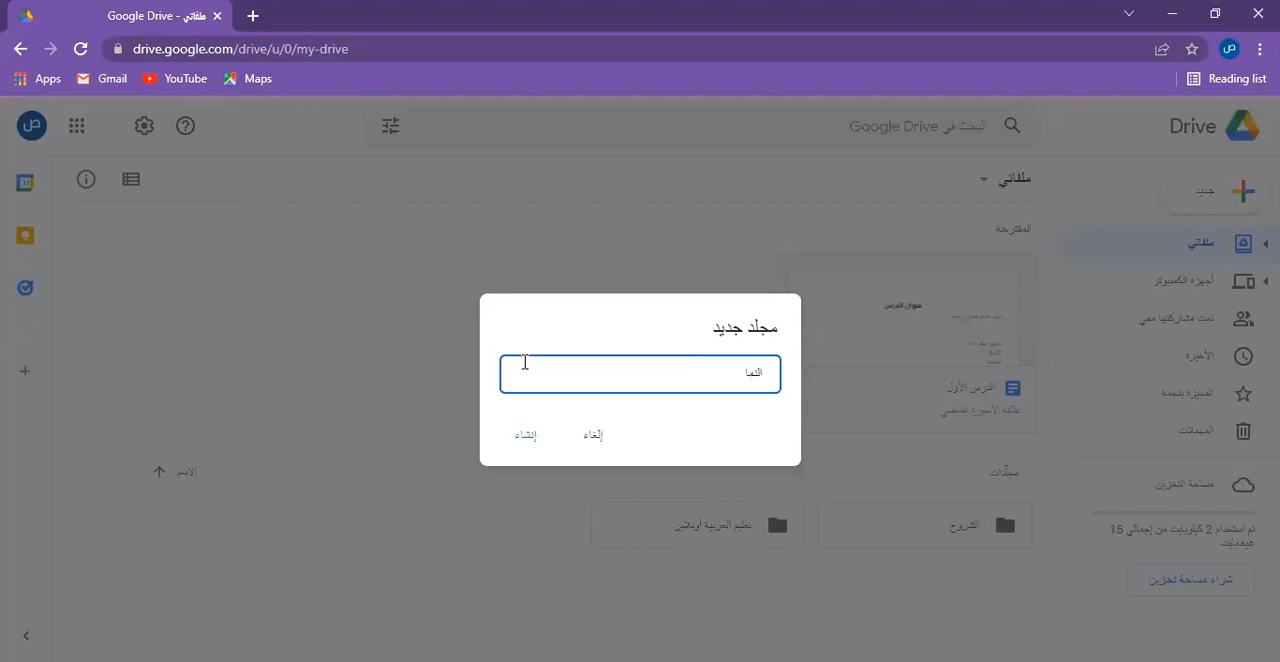 Google Drive - ملفاتي
drive.google.com/drive/u/0/my-drive
Apps
Gmail
YouTube
Maps
Reading list
ص
ص
البحث في Google Drive
Drive
ملفاتي
جديد
المقترحة
ملفاتي
أجهزة الكمبيوتر
تمت مشاركتها معي
الأخيرة
المميزة بنجمة
المهملات
مساحة التخزين
تم استخدام 2 كيلوبايت من إجمالي 15
غيغابايت
شراء مساحة تخزين
عنوان الدرس
الدرس الأول
مجلد جديد
النما
إلغاء
إنشاء
مجلّدات
الاسم
الشروح
تعليم العربية أونلاين
31